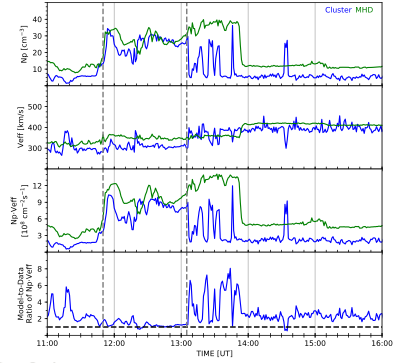 Cluster MHD
Np [cm⁻³]
40
30
20
10
Veff [km/s]
500
400
300
Np·Veff
[10⁸ cm⁻²s⁻¹]
12
9
6
3
Model-to-Data
Ratio of Np·Veff
8
6
4
2
11:00 12:00 13:00 14:00 15:00 16:00
TIME [UT]